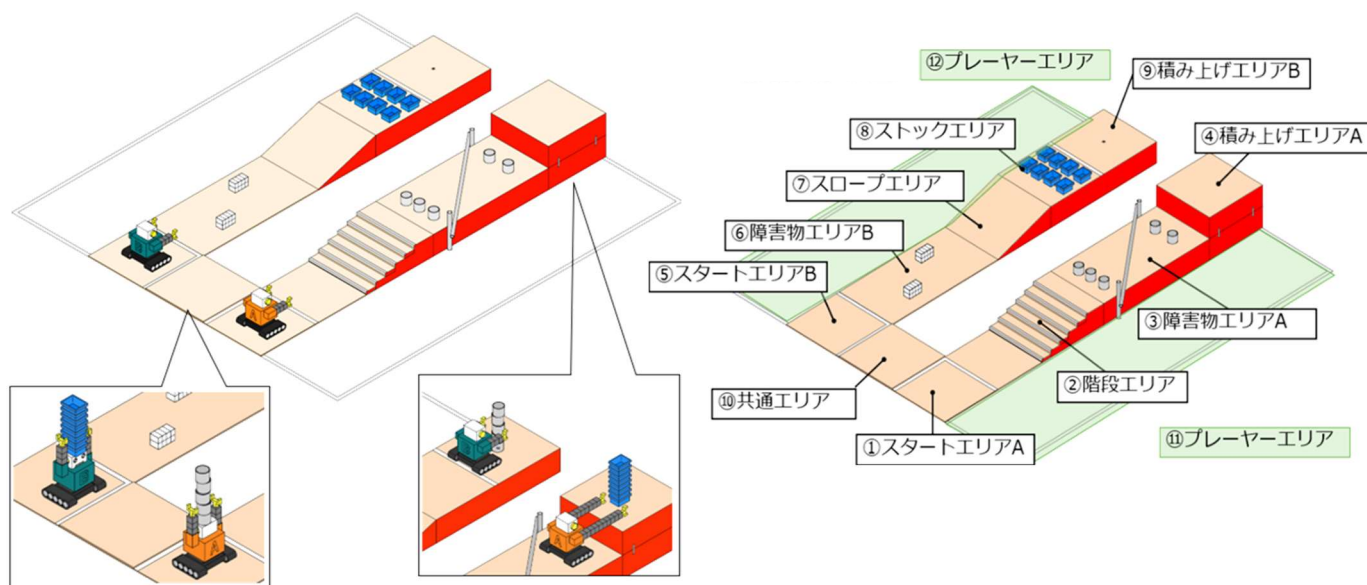 ⑫プレーヤーエリア
⑨積み上げエリアB
⑧ストックエリア
④積み上げエリアA
⑦スロープエリア
⑥障害物エリアB
⑤スタートエリアB
③障害物エリアA
②階段エリア
⑩共通エリア
①スタートエリアA
⑪プレーヤーエリア
A